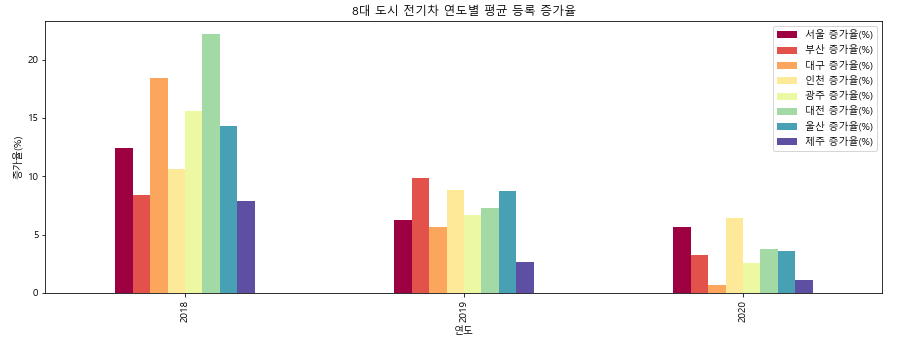 8대 도시 전기차 연도별 평균 등록 증가율
서울 증가율(%)
부산 증가율(%)
대구 증가율(%)
인천 증가율(%)
광주 증가율(%)
대전 증가율(%)
울산 증가율(%)
제주 증가율(%)
증가율(%)
20
15
10
5
0
2018
2019
2020
연도